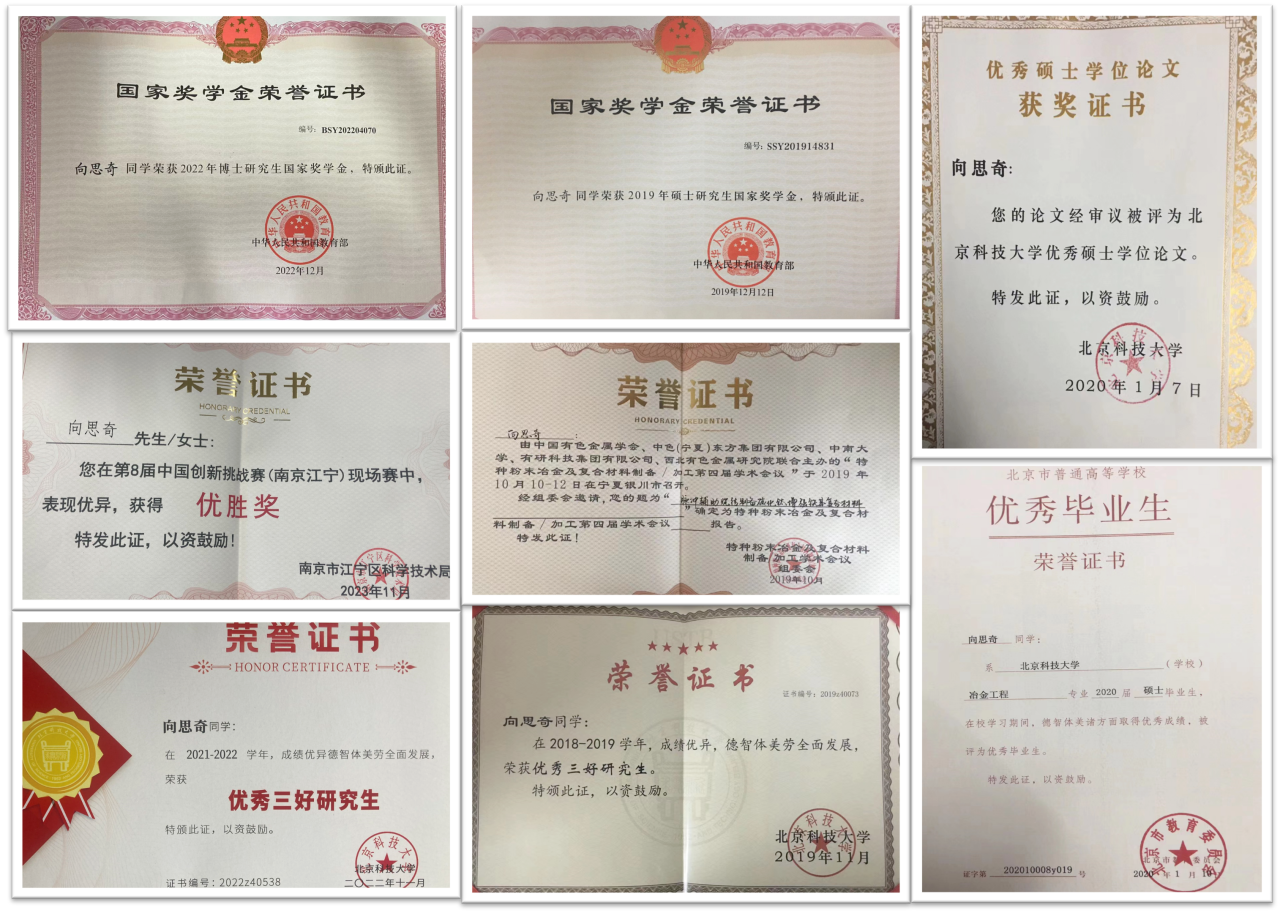 国家奖学金荣誉证书
编号: BSY202204070
向思奇 同学荣获2022年博士研究生国家奖学金，特颁此证。
中华人民共和国教育部
2022年12月
国家奖学金荣誉证书
编号: SSY201914831
向思奇 同学荣获2019年硕士研究生国家奖学金，特颁此证。
中华人民共和国教育部
2019年12月12日
优秀硕士学位论文
获奖证书
向思奇:
您的论文经审议被评为北
京科技大学优秀硕士学位论文。
特发此证，以资鼓励。
北京科技大学
2020年1月7日
荣誉证书
HONORARY CREDENTIAL
向思奇 先生/女士:
您在第8届中国创新挑战赛(南京江宁)现场赛中，
表现优异，获得 优胜奖
特发此证，以资鼓励!
南京市江宁区科学技术局
2023年11月
荣誉证书
HONORARY CREDENTIAL
向思奇 :
由中国有色金属学会、中色(宁夏)东方集团有限公司、中南大
学、有研科技集团有限公司、西北有色金属研究院联合主办的“特
种粉末冶金及复合材料制备/加工第四届学术会议”于2019年
10月10-12日在宁夏银川市召开。
经组委会邀请,您的题为“
”确定为特种粉末冶金及复合材
料制备/加工第四届学术会议 报告。
特发此证!
特种粉末冶金及复合材料
制备/加工学术会议
组委会
2019年10月
北京市普通高等学校
优秀毕业生
荣誉证书
向思奇 同学:
系 北京科技大学 (学校)
冶金工程 专业 2020 届 硕士 毕业生，
在校学习期间，德智体美诸方面取得优秀成绩，被
评为优秀毕业生。
特发此证，以资鼓励。
北京市教育委员会
2020年1月
证字第 202010008y019 号
荣誉证书
HONOR CERTIFICATE
向思奇同学:
在 2021-2022 学年，成绩优异德智体美劳全面发展，
荣获
优秀三好研究生
特颁此证，以资鼓励。
北京科技大学
二〇二二年十一月
证书编号: 2022z40538
USTB
荣誉证书
证书编号: 2019z40073
向思奇同学:
在2018-2019学年，成绩优异，德智体美劳全面发展，
荣获优秀三好研究生。
特颁此证，以资鼓励。
北京科技大学
2019年11月